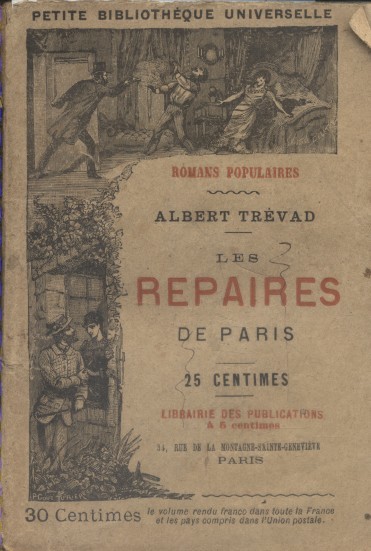 PETITE BIBLIOTHÈQUE UNIVERSELLE
ROMANS POPULAIRES
ALBERT TRÉVAD
LES
REPAIRES
DE PARIS
25 CENTIMES
LIBRAIRIE DES PUBLICATIONS
à 5 centimes
14, RUE DE LA MONTAGNE-SAINTE-GENEVIÈVE
PARIS
30 Centimes le volume rendu franco dans toute la France
et les pays compris dans l'Union postale.